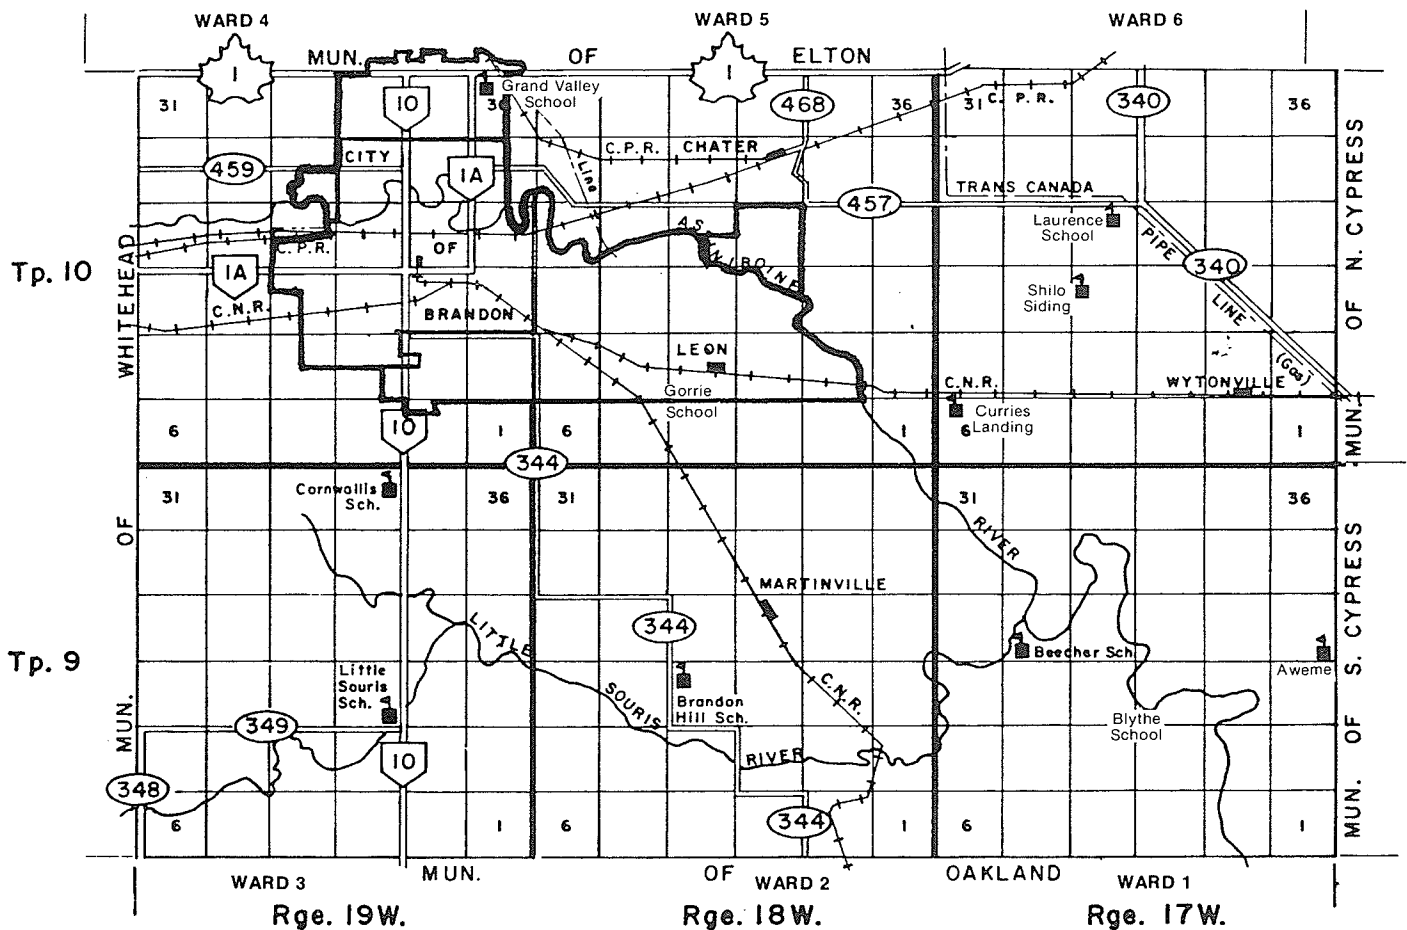 WARD 4
WARD 5
WARD 6
MUN. OF ELTON
1
1
10
Grand Valley
School
468
340
31
36
36
31
36
C. P. R.
CITY
C.P.R.
CHATER
459
1A
Line
TRANS CANADA
457
Laurence
School
PIPE
LINE
(Gas)
340
ASSINIBOINE
C.P.R.
OF
Tp. 10
1A
C.N.R.
BRANDON
Shilo
Siding
LEON
Gorrie
School
C.N.R.
WYTONVILLE
Curries
Landing
6
10
1
6
1
6
1
344
WHITEHEAD
OF
MUN.
MUN. OF N. CYPRESS
31
36
31
31
36
Cornwallis
Sch.
RIVER
MARTINVILLE
LITTLE
SOURIS
RIVER
344
Tp. 9
Little
Souris
Sch.
Brandon
Hill Sch.
C.N.R.
Beecher Sch.
Aweme
Blythe
School
349
10
348
344
6
1
6
1
6
1
MUN. OF S. CYPRESS
MUN. OF OAKLAND
WARD 3
WARD 2
WARD 1
Rge. 19W.
Rge. 18W.
Rge. 17W.